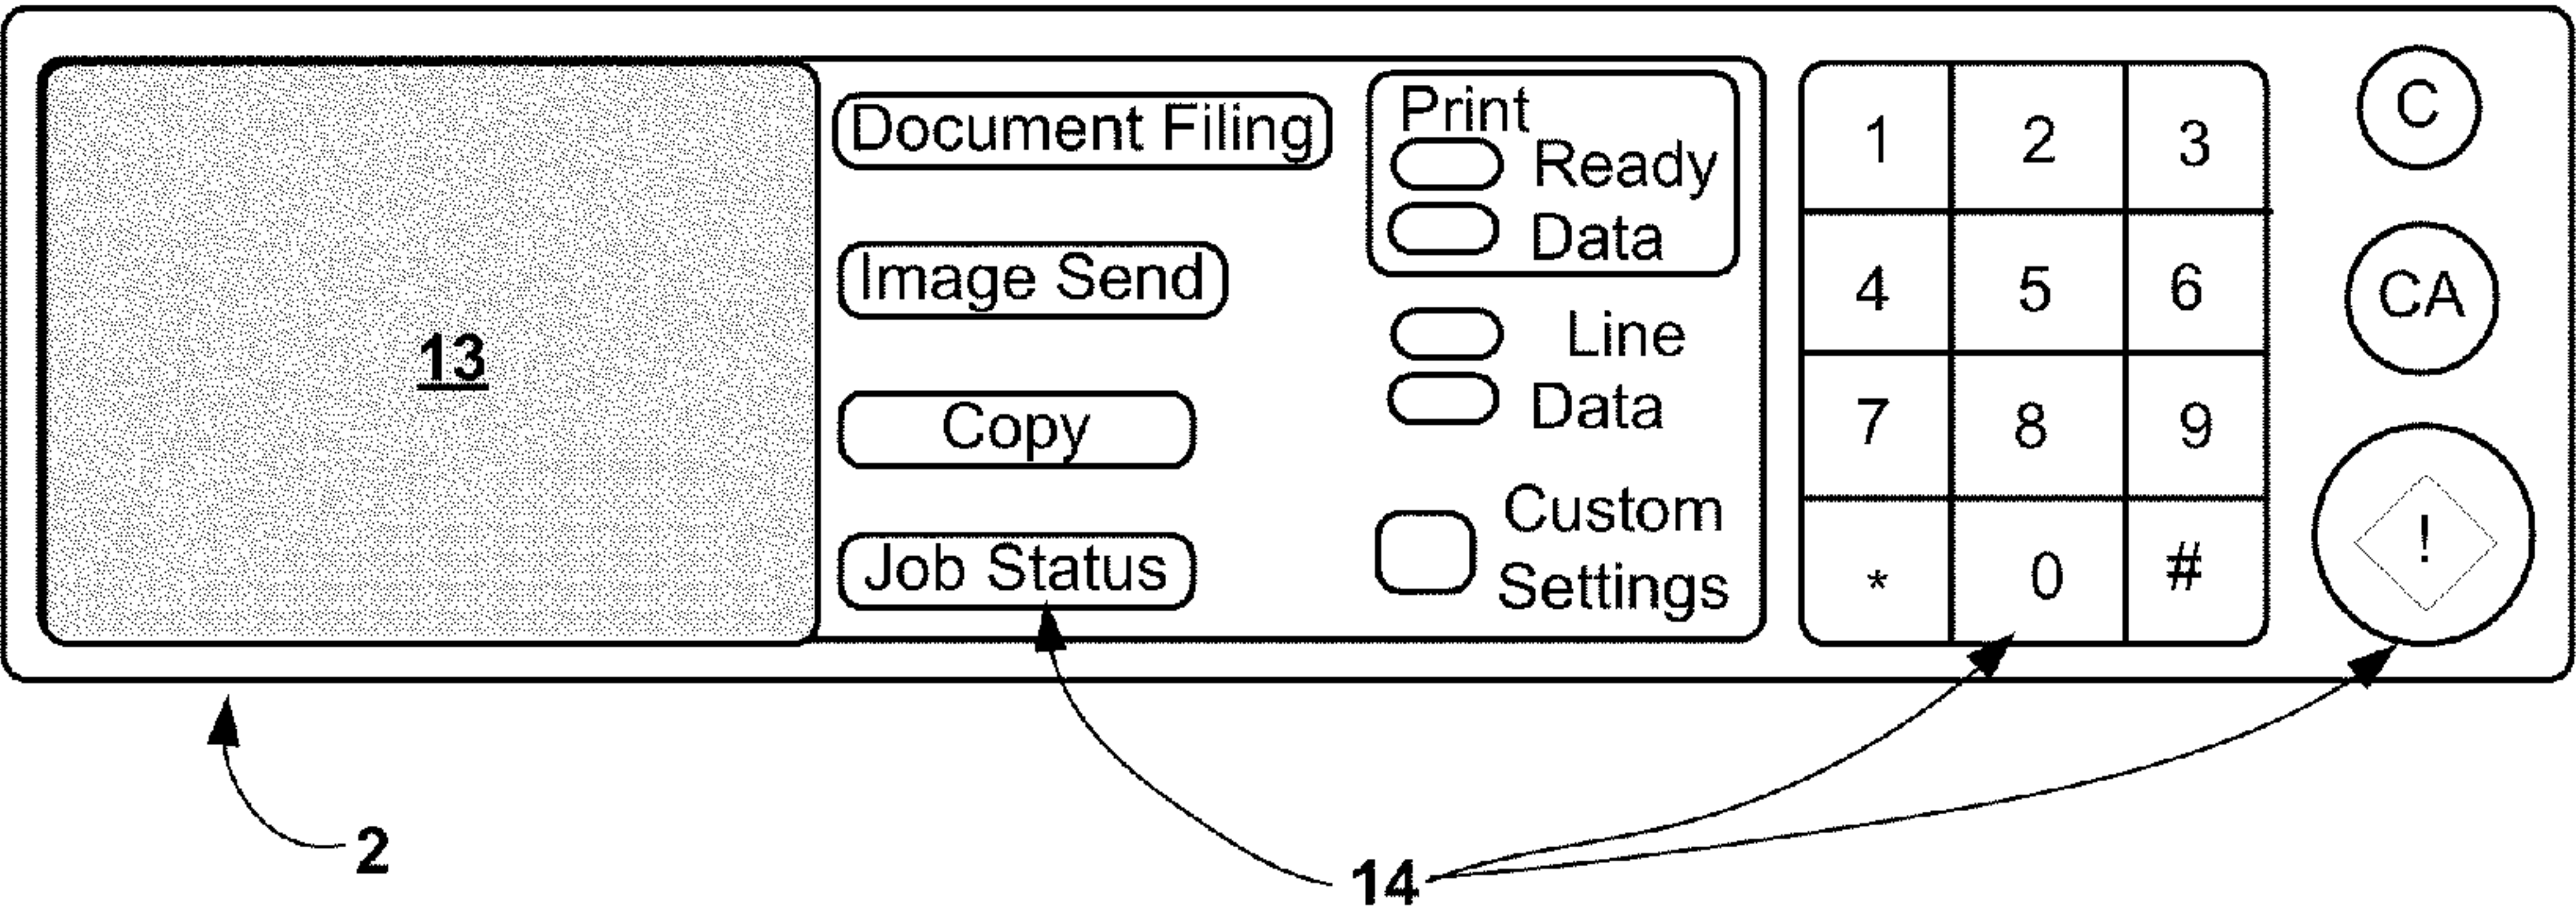 13
Document Filing
Image Send
Copy
Job Status
Print
Ready
Data
Line
Data
Custom
Settings
1 2 3
4 5 6
7 8 9
* 0 #
C
CA
!
2
14